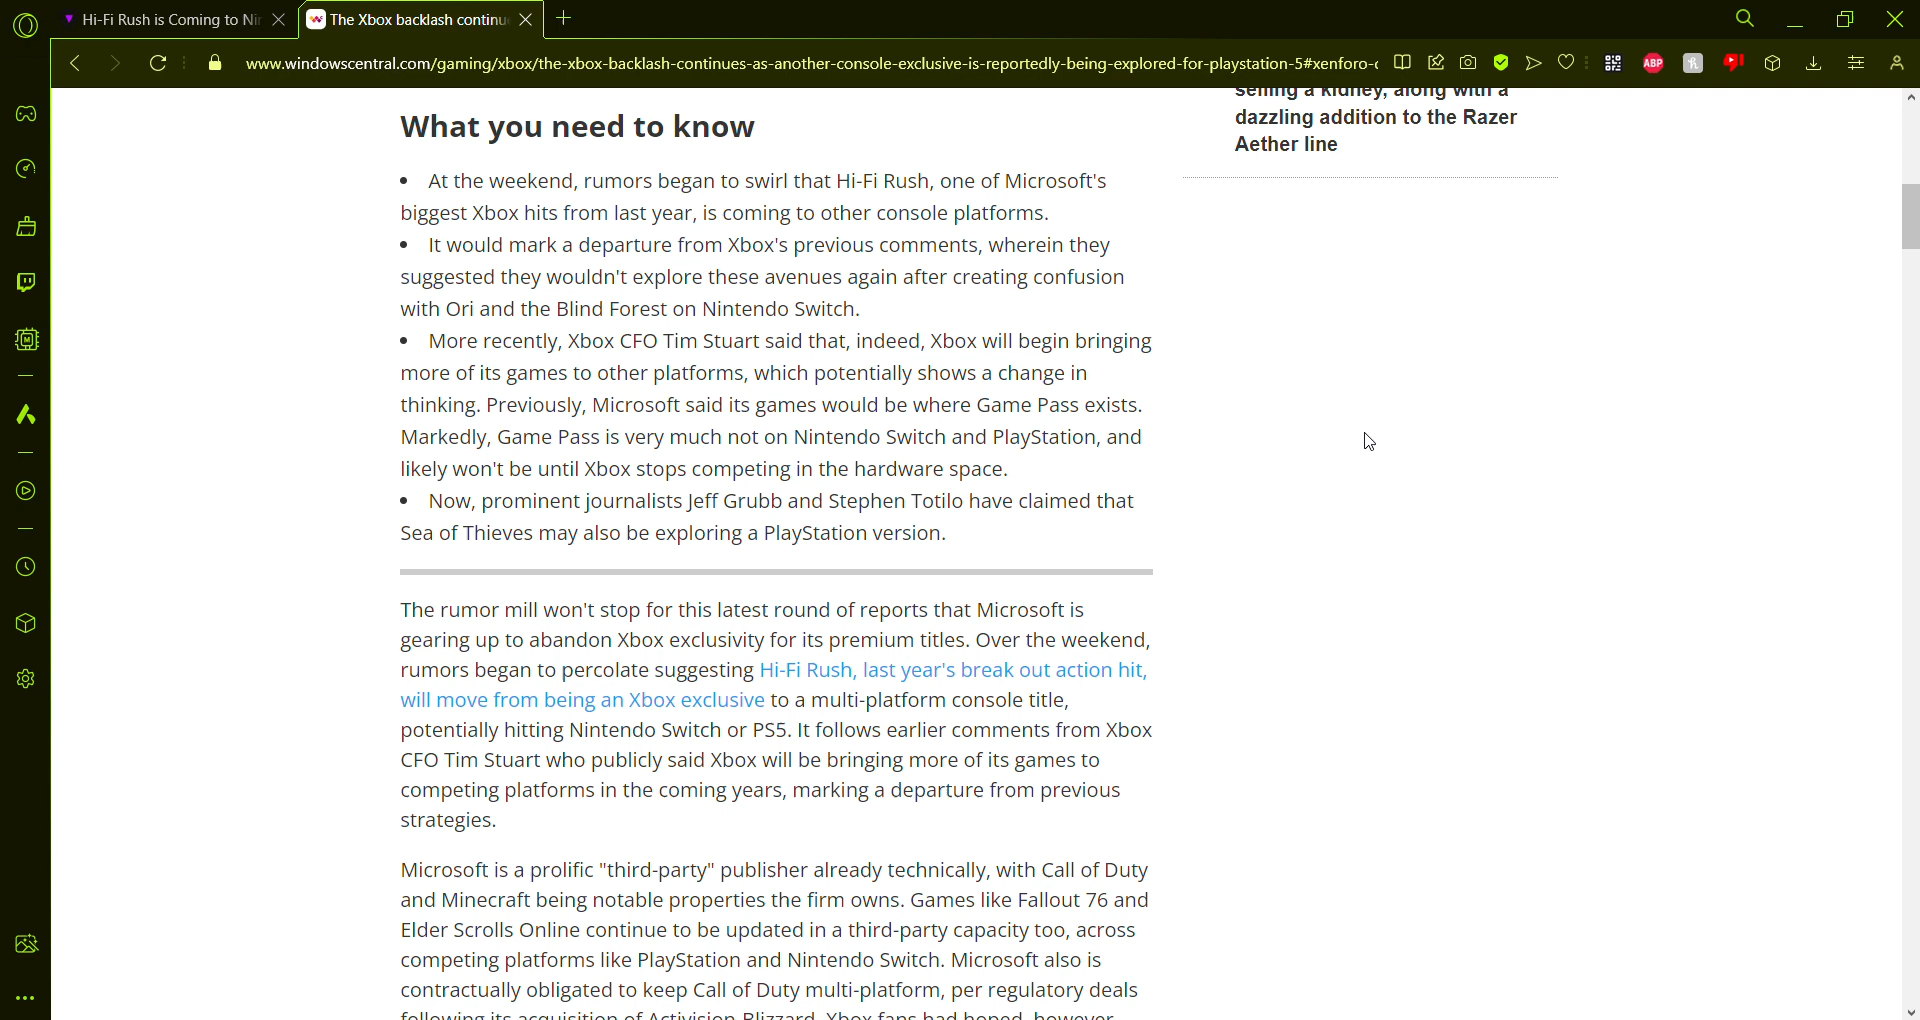 Hi-Fi Rush is Coming to Ni
The Xbox backlash continu
www.windowscentral.com/gaming/xbox/the-xbox-backlash-continues-as-another-console-exclusive-is-reportedly-being-explored-for-playstation-5#xenforo-c
ABP
selling a kidney, along with a
dazzling addition to the Razer
Aether line
What you need to know
• At the weekend, rumors began to swirl that Hi-Fi Rush, one of Microsoft's
biggest Xbox hits from last year, is coming to other console platforms.
• It would mark a departure from Xbox's previous comments, wherein they
suggested they wouldn't explore these avenues again after creating confusion
with Ori and the Blind Forest on Nintendo Switch.
• More recently, Xbox CFO Tim Stuart said that, indeed, Xbox will begin bringing
more of its games to other platforms, which potentially shows a change in
thinking. Previously, Microsoft said its games would be where Game Pass exists.
Markedly, Game Pass is very much not on Nintendo Switch and PlayStation, and
likely won't be until Xbox stops competing in the hardware space.
• Now, prominent journalists Jeff Grubb and Stephen Totilo have claimed that
Sea of Thieves may also be exploring a PlayStation version.
The rumor mill won't stop for this latest round of reports that Microsoft is
gearing up to abandon Xbox exclusivity for its premium titles. Over the weekend,
rumors began to percolate suggesting Hi-Fi Rush, last year's break out action hit,
will move from being an Xbox exclusive to a multi-platform console title,
potentially hitting Nintendo Switch or PS5. It follows earlier comments from Xbox
CFO Tim Stuart who publicly said Xbox will be bringing more of its games to
competing platforms in the coming years, marking a departure from previous
strategies.
Microsoft is a prolific "third-party" publisher already technically, with Call of Duty
and Minecraft being notable properties the firm owns. Games like Fallout 76 and
Elder Scrolls Online continue to be updated in a third-party capacity too, across
competing platforms like PlayStation and Nintendo Switch. Microsoft also is
contractually obligated to keep Call of Duty multi-platform, per regulatory deals
following its acquisition of Activision Blizzard. Xbox fans had hoped, however